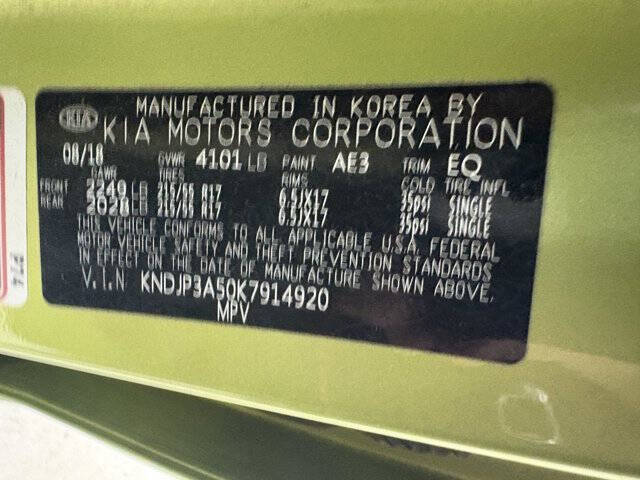 MANUFACTURED IN KOREA BY
KIA KIA MOTORS CORPORATION
08/18 GVWR 4101 LB PAINT AE3 TRIM EQ
GAWR TIRES RIMS COLD TIRE INFL
FRONT 2249 LB 215/55 R17 6.5JX17 35psi SINGLE
REAR 2028 LB 215/55 R17 6.5JX17 35psi SINGLE
35psi SINGLE
THIS VEHICLE CONFORMS TO ALL APPLICABLE U.S.A. FEDERAL
MOTOR VEHICLE SAFETY AND THEFT PREVENTION STANDARDS
IN EFFECT ON THE DATE OF MANUFACTURE SHOWN ABOVE.
V.I.N KNDJP3A50K7914920
MPV